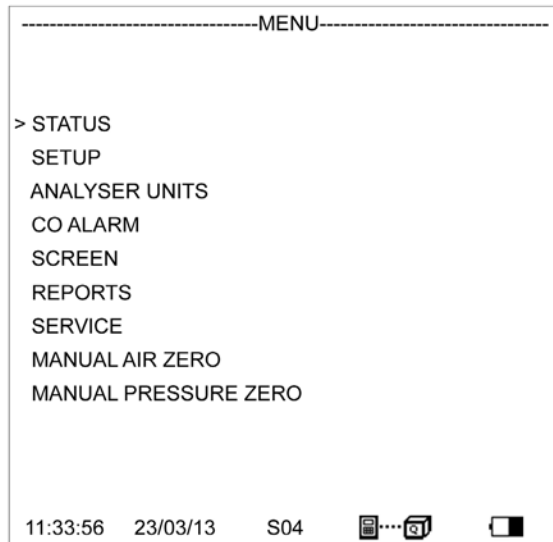 ----------------------------------MENU---------------------------------
> STATUS
SETUP
ANALYSER UNITS
CO ALARM
SCREEN
REPORTS
SERVICE
MANUAL AIR ZERO
MANUAL PRESSURE ZERO
11:33:56 23/03/13 S04